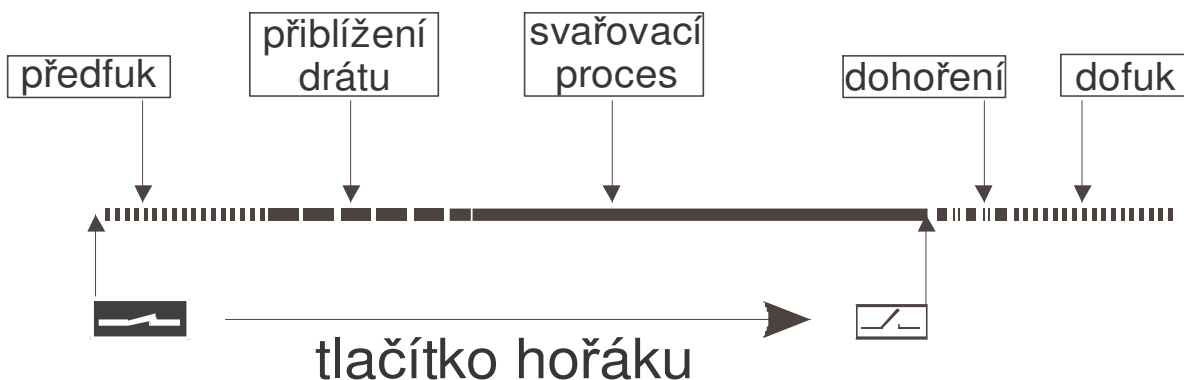 předfuk
přiblížení
drátu
svařovací
proces
dohoření
dofuk
tlačítko hořáku